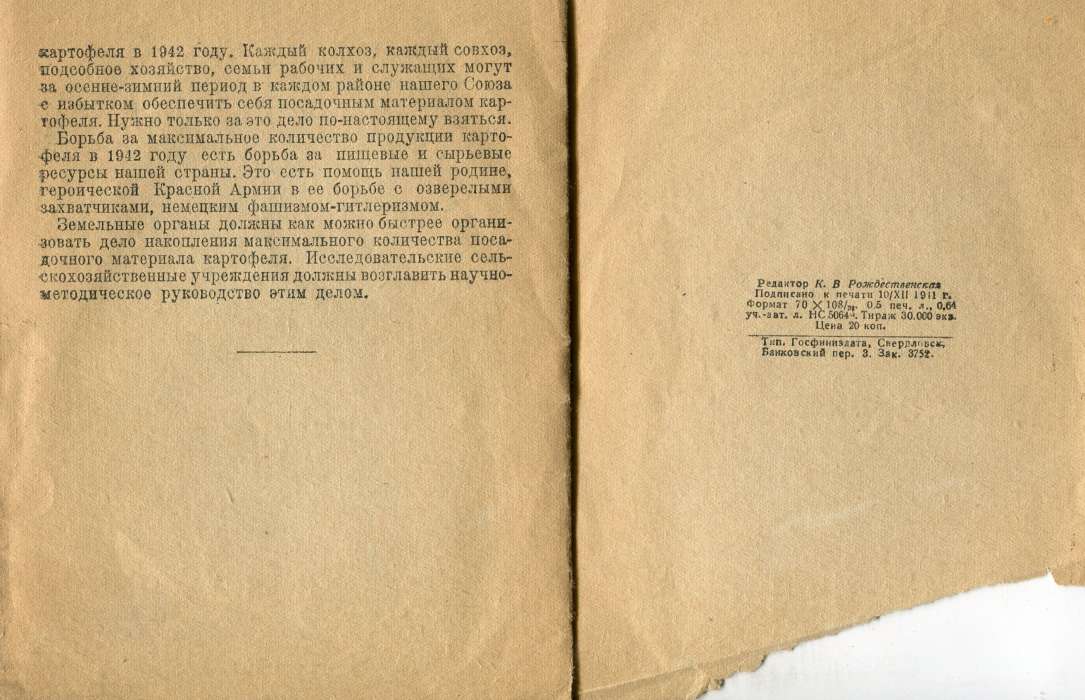 картофеля в 1942 году. Каждый колхоз, каждый совхоз,
подсобное хозяйство, семьи рабочих и служащих могут
за осенне-зимний период в каждом районе нашего Союза
с избытком обеспечить себя посадочным материалом кар-
тофеля. Нужно только за это дело по-настоящему взяться.
Борьба за максимальное количество продукции карто-
феля в 1942 году есть борьба за пищевые и сырьевые
ресурсы нашей страны. Это есть помощь нашей родине,
героической Красной Армии в ее борьбе с озверелыми
захватчиками, немецким фашизмом-гитлеризмом.
Земельные органы должны как можно быстрее органи-
зовать дело накопления максимального количества поса-
дочного материала картофеля. Исследовательские сель-
скохозяйственные учреждения должны возглавить научно-
методическое руководство этим делом.
Редактор К. В Рождественская
Подписано к печати 10/XII 1941 г.
Формат 70 × 108/ 0,5 печ. л., 0,64
уч.-авт. л. НС 5064 Тираж 30.000 экз.
Цена 20 коп.
Тип. Госфиниздата, Свердловск,
Банковский пер. 3. Зак. 3752.